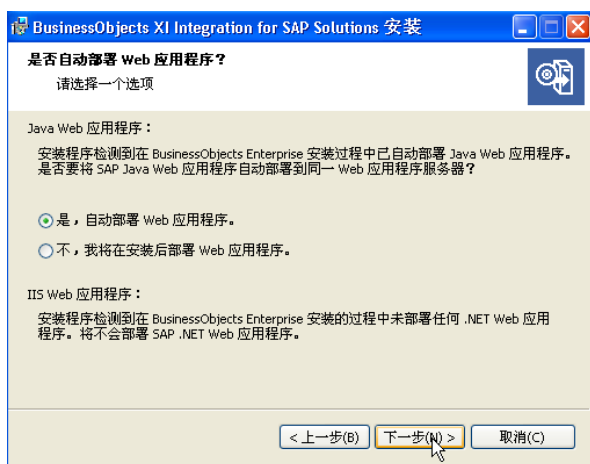 BusinessObjects XI Integration for SAP Solutions 安装
是否自动部署 Web 应用程序？
请选择一个选项
Java Web 应用程序：
安装程序检测到在 BusinessObjects Enterprise 安装过程中已自动部署 Java Web 应用程序。
是否要将 SAP Java Web 应用程序自动部署到同一 Web 应用程序服务器？
是，自动部署 Web 应用程序。
不，我将在安装后部署 Web 应用程序。
IIS Web 应用程序：
安装程序检测到在 BusinessObjects Enterprise 安装的过程中未部署任何 .NET Web 应用
程序。将不会部署 SAP .NET Web 应用程序。
<上一步(B) 下一步(N) > 取消(C)